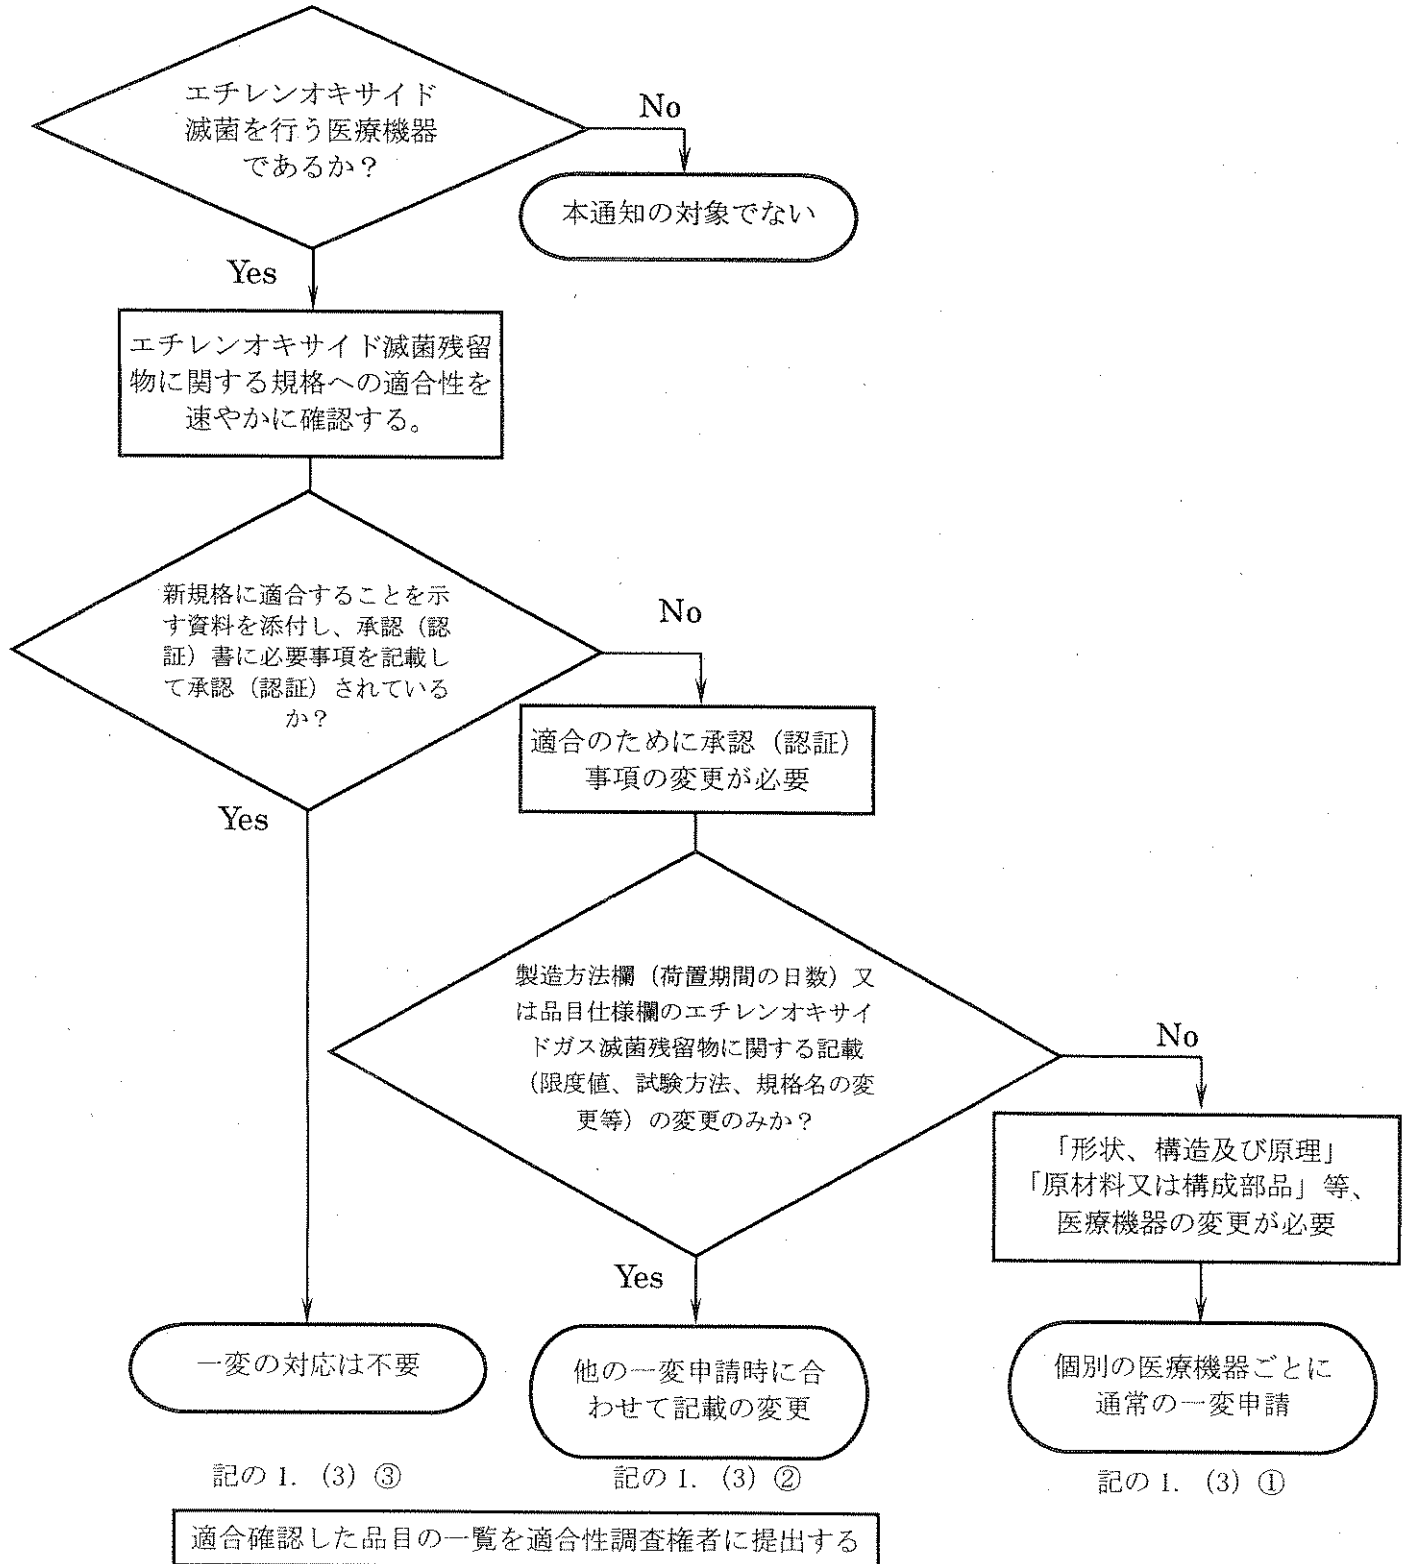 エチレンオキサイド
滅菌を行う医療機器
であるか？
No
本通知の対象でない
Yes
エチレンオキサイド滅菌残留
物に関する規格への適合性を
速やかに確認する。
新規格に適合することを示
す資料を添付し、承認（認
証）書に必要事項を記載し
て承認（認証）されている
か？
No
適合のために承認（認証）
事項の変更が必要
Yes
製造方法欄（荷置期間の日数）又
は品目仕様欄のエチレンオキサイ
ドガス滅菌残留物に関する記載
（限度値、試験方法、規格名の変
更等）の変更のみか？
No
「形状、構造及び原理」
「原材料又は構成部品」等、
医療機器の変更が必要
Yes
一変の対応は不要
他の一変申請時に合
わせて記載の変更
個別の医療機器ごとに
通常の一変申請
記の 1. (3) ③
記の 1. (3) ②
記の 1. (3) ①
適合確認した品目の一覧を適合性調査権者に提出する